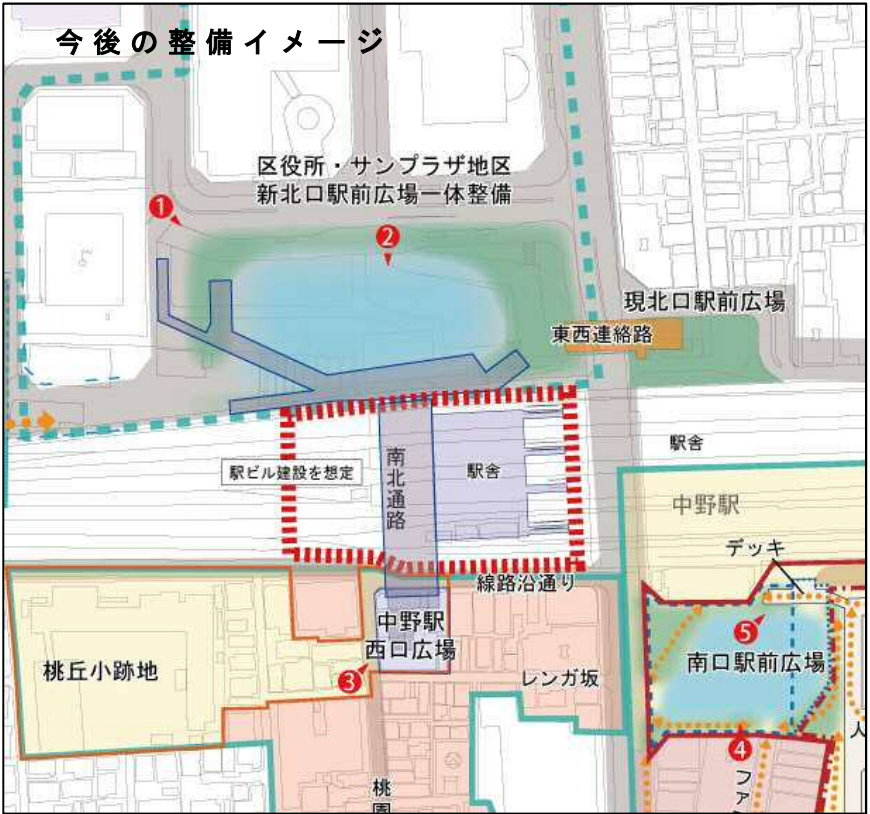 今後の整備イメージ
区役所・サンプラザ地区
新北口駅前広場一体整備
1
2
現北口駅前広場
東西連絡路
駅舎
駅ビル建設を想定
南北通路
駅舎
中野駅
デッキ
線路沿通り
中野駅
西口広場
5
南口駅前広場
桃丘小跡地
3
レンガ坂
4
桃園
ファ
人